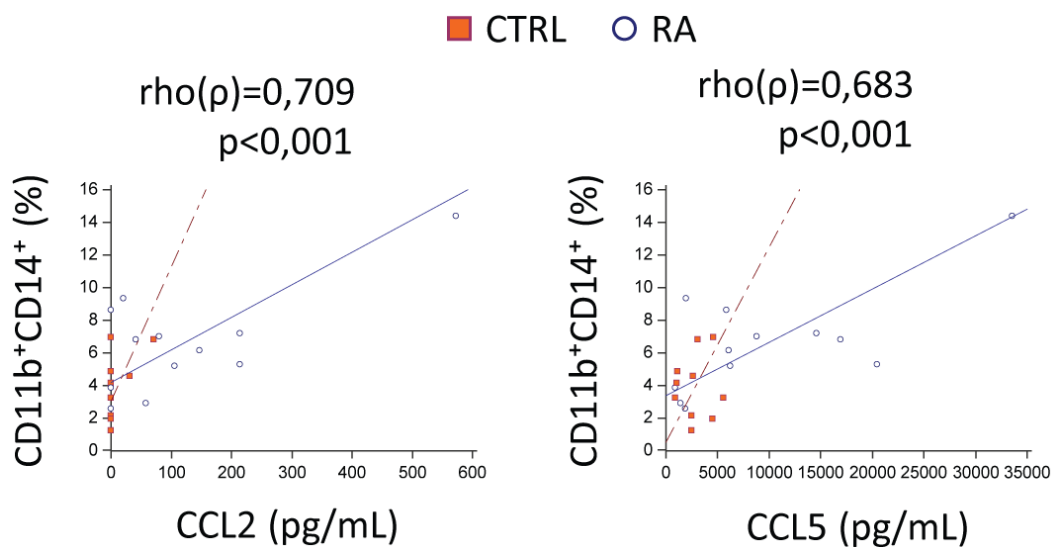 CTRL RA
rho(ρ)=0,709
p<0,001
CD11b⁺CD14⁺ (%)
16
14
12
10
8
6
4
2
0
0 100 200 300 400 500 600
CCL2 (pg/mL)
rho(ρ)=0,683
p<0,001
CD11b⁺CD14⁺ (%)
16
14
12
10
8
6
4
2
0
0 5000 10000 15000 20000 25000 30000 35000
CCL5 (pg/mL)